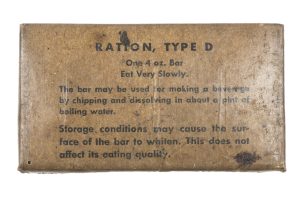 RATION, TYPE D
One 4 oz. Bar
Eat Very Slowly.
The bar may be used for making a beverage
by chipping and dissolving in about a pint of
boiling water.
Storage conditions may cause the sur-
face of the bar to whiten. This does not
affect its eating quality.